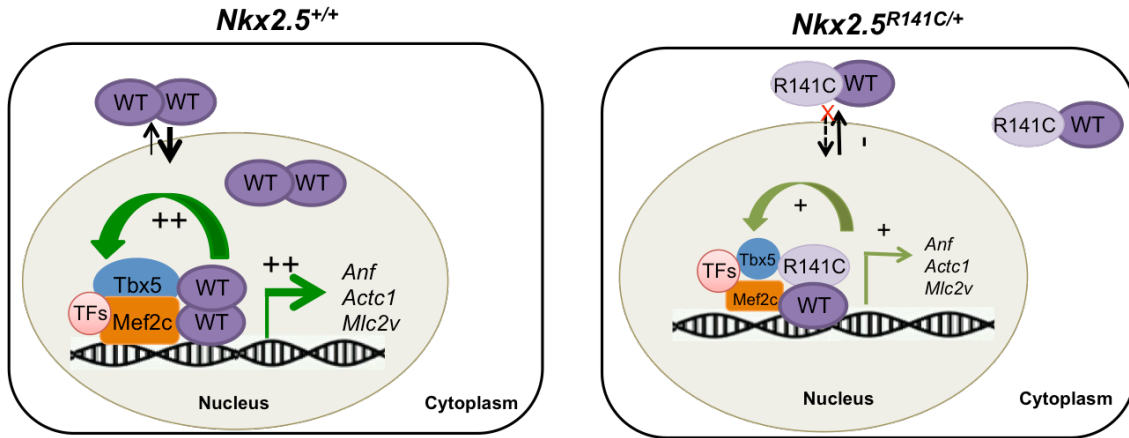 Nkx2.5+/+
WT WT
WT WT
++
Tbx5
WT
TFs
Mef2c
WT
++
Anf
Actc1
Mlc2v
Nucleus
Cytoplasm
Nkx2.5R141C/+
R141C WT
X
-
R141C WT
+
Tbx5
R141C
TFs
Mef2c
WT
+
Anf
Actc1
Mlc2v
Nucleus
Cytoplasm